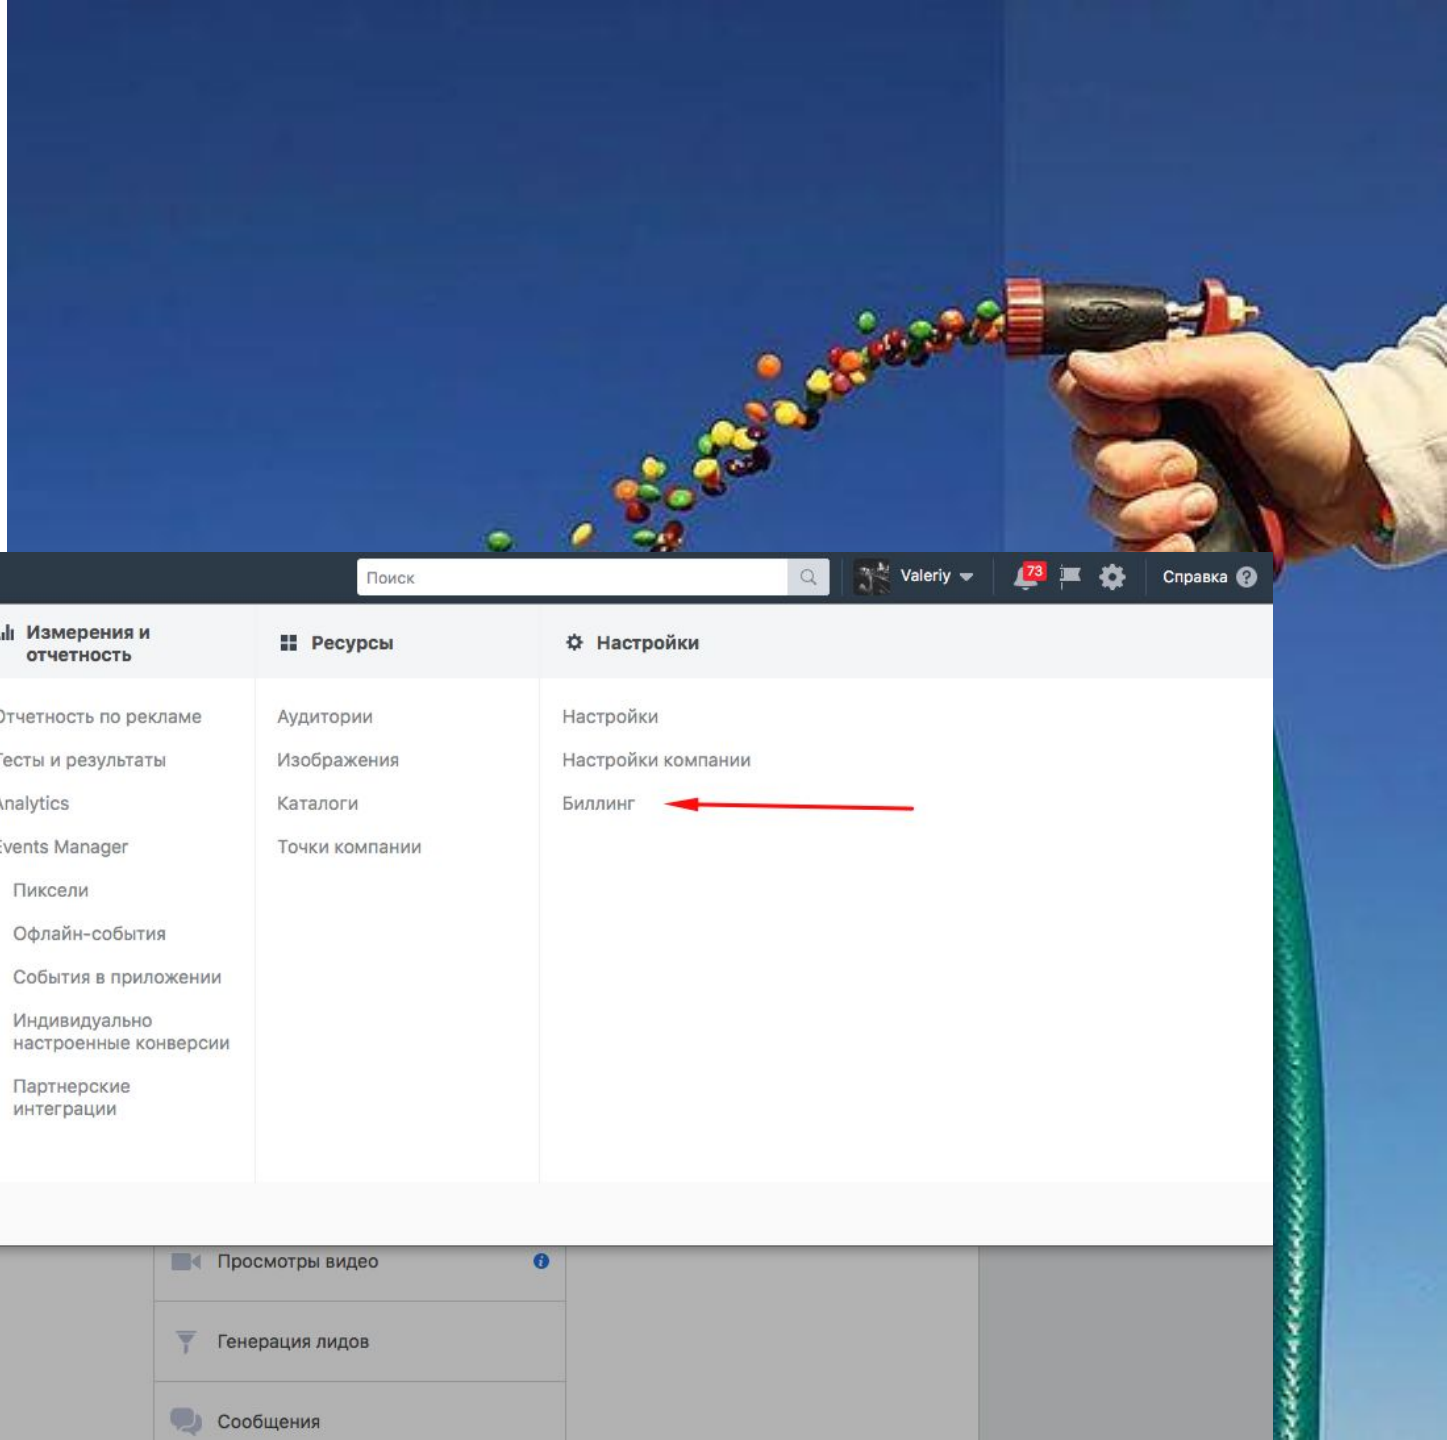 Поиск
Valeriy
73
Справка
Измерения и
отчетность
Ресурсы
Настройки
Отчетность по рекламе
Тесты и результаты
Analytics
Events Manager
Пиксели
Офлайн-события
События в приложении
Индивидуально
настроенные конверсии
Партнерские
интеграции
Аудитории
Изображения
Каталоги
Точки компании
Настройки
Настройки компании
Биллинг
Просмотры видео
Генерация лидов
Сообщения